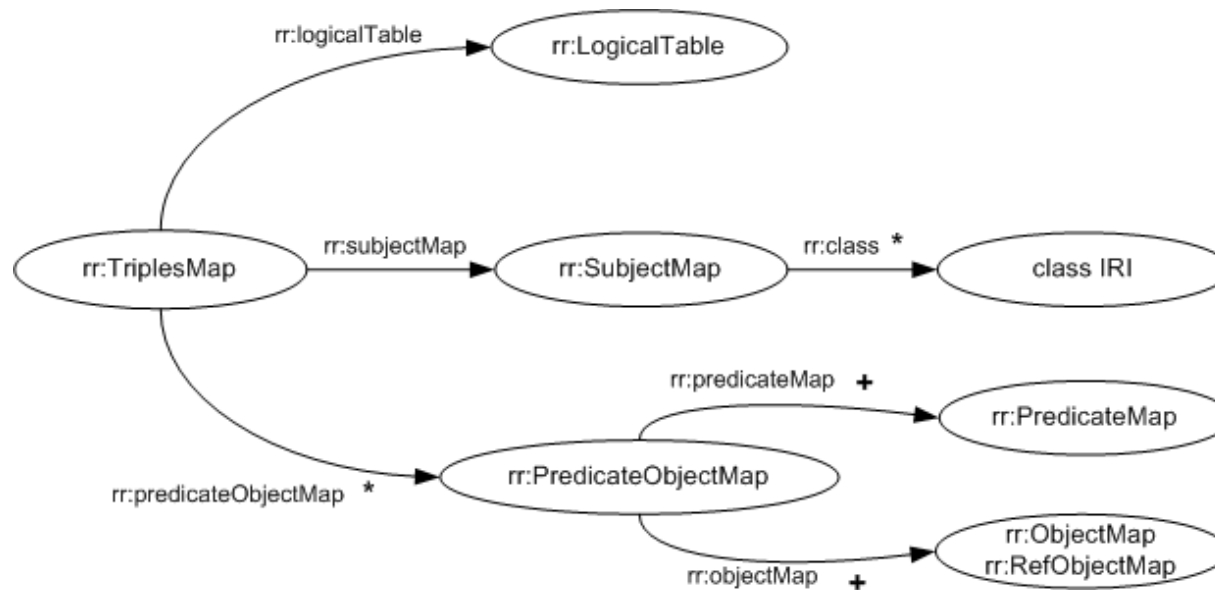 rr:logicalTable
rr:LogicalTable
rr:TriplesMap
rr:subjectMap
rr:SubjectMap
rr:class *
class IRI
rr:predicateMap +
rr:PredicateMap
rr:predicateObjectMap *
rr:PredicateObjectMap
rr:objectMap +
rr:ObjectMap
rr:RefObjectMap